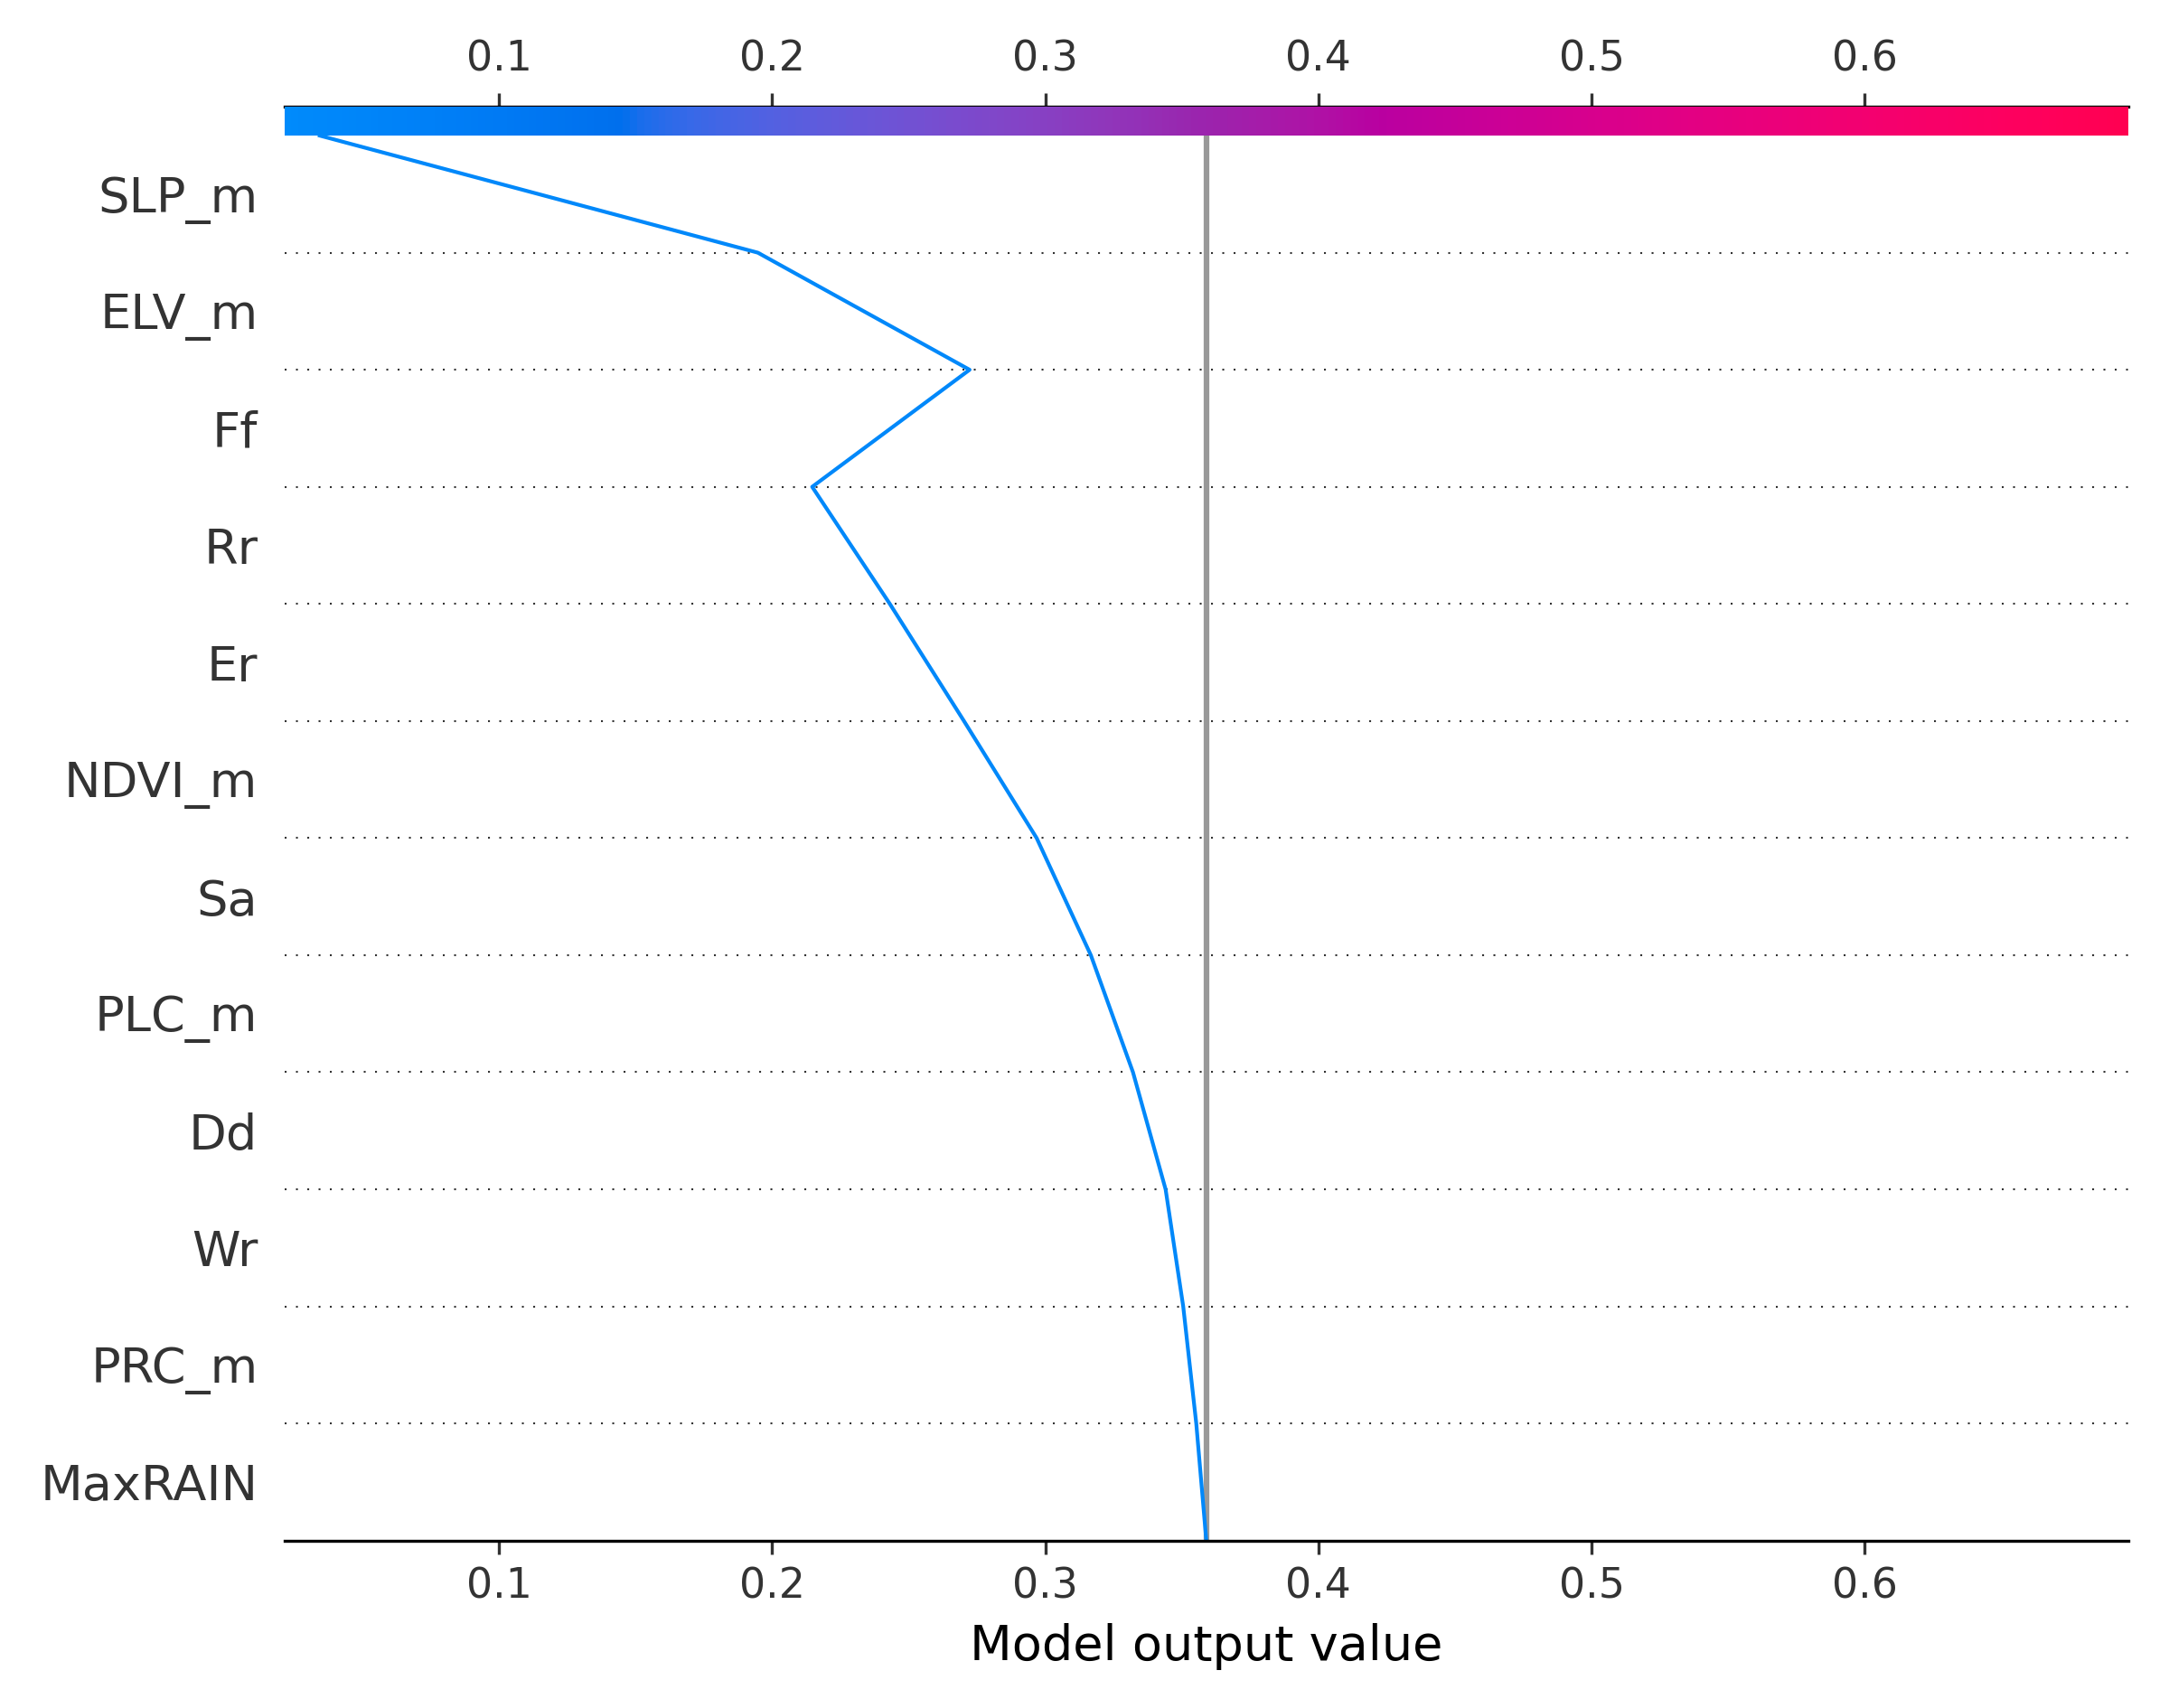 0.1 0.2 0.3 0.4 0.5 0.6
SLP_m
ELV_m
Ff
Rr
Er
NDVI_m
Sa
PLC_m
Dd
Wr
PRC_m
MaxRAIN
0.1 0.2 0.3 0.4 0.5 0.6
Model output value